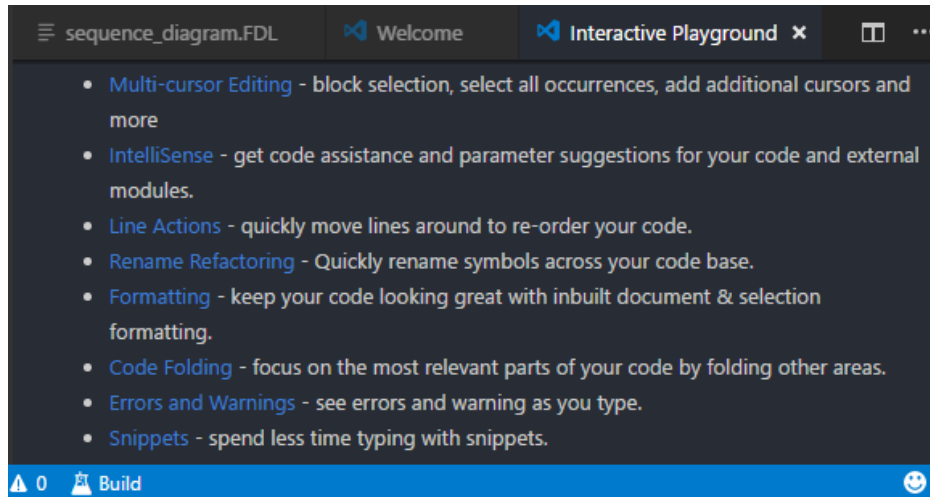 sequence_diagram.FDL Welcome Interactive Playground
Multi-cursor Editing - block selection, select all occurrences, add additional cursors and
more
IntelliSense - get code assistance and parameter suggestions for your code and external
modules.
Line Actions - quickly move lines around to re-order your code.
Rename Refactoring - Quickly rename symbols across your code base.
Formatting - keep your code looking great with inbuilt document & selection
formatting.
Code Folding - focus on the most relevant parts of your code by folding other areas.
Errors and Warnings - see errors and warning as you type.
Snippets - spend less time typing with snippets.
0 Build